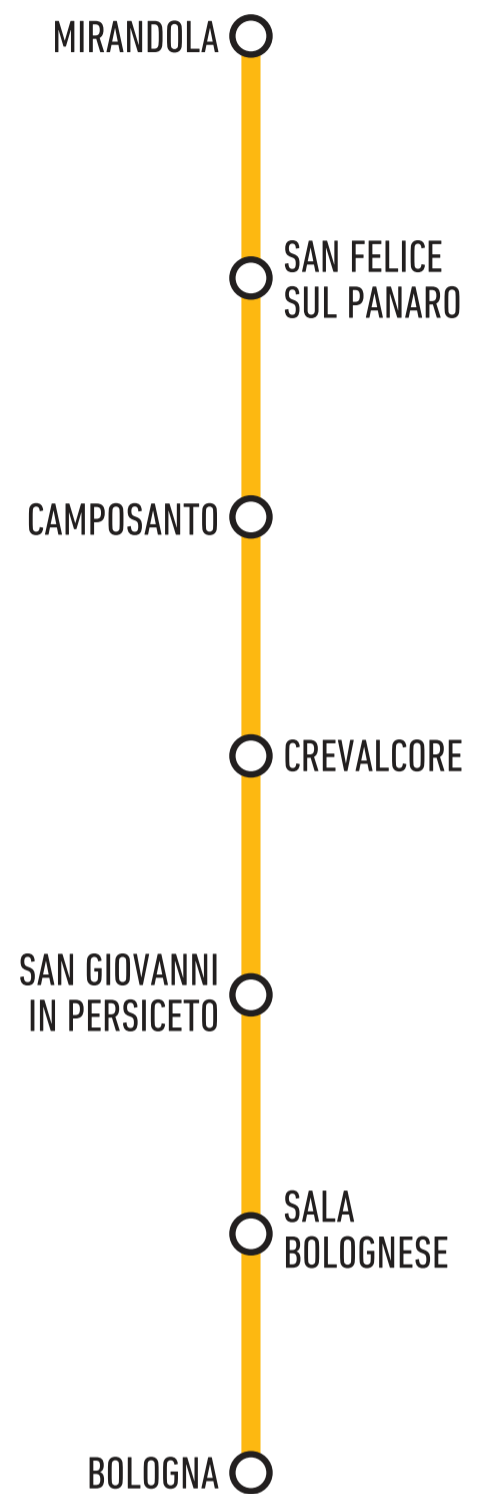 MIRANDOLA
SAN FELICE
SUL PANARO
CAMPOSANTO
CREVALCORE
SAN GIOVANNI
IN PERSICETO
SALA
BOLOGNESE
BOLOGNA